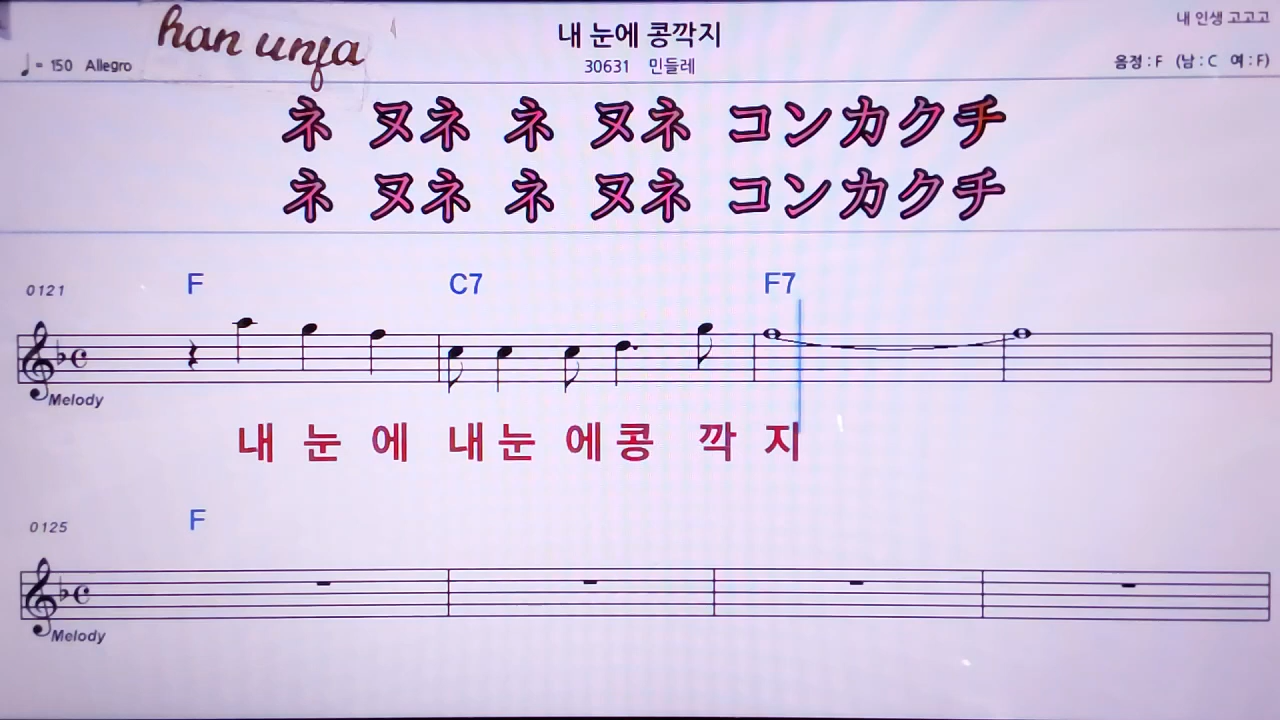 han unja
내 눈에 콩깍지
내 인생 고고고
♩= 150 Allegro
30631 민들레
음정 : F (남 : C 여 : F)
ネ ヌネ ネ ヌネ コンカクチ
ネ ヌネ ネ ヌネ コンカクチ
0121 F C7 F7
Melody
내 눈 에 내 눈 에 콩 깍 지
0125 F
Melody